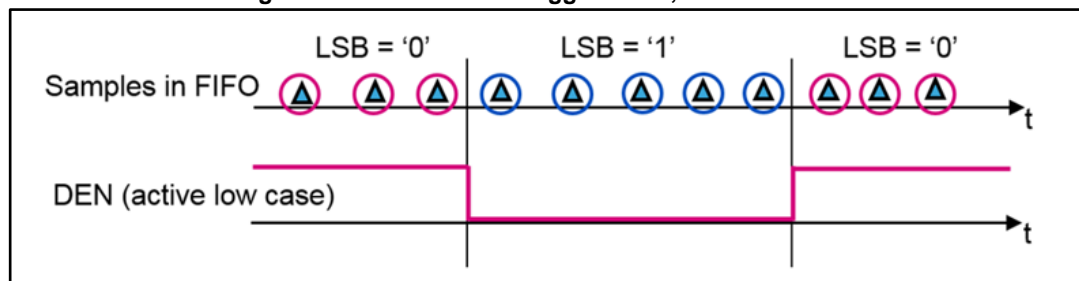 LSB = ‘0’ LSB = ‘1’ LSB = ‘0’
Samples in FIFO
t
DEN (active low case)
t